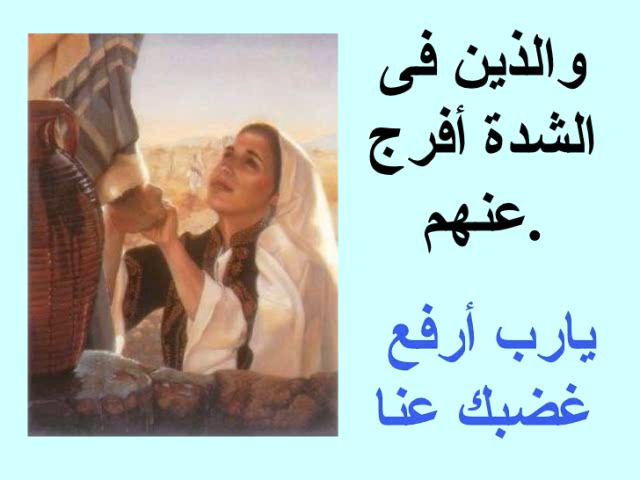 والذين فى
الشدة أفرج
عنهم.
يارب أرفع
غضبك عنا